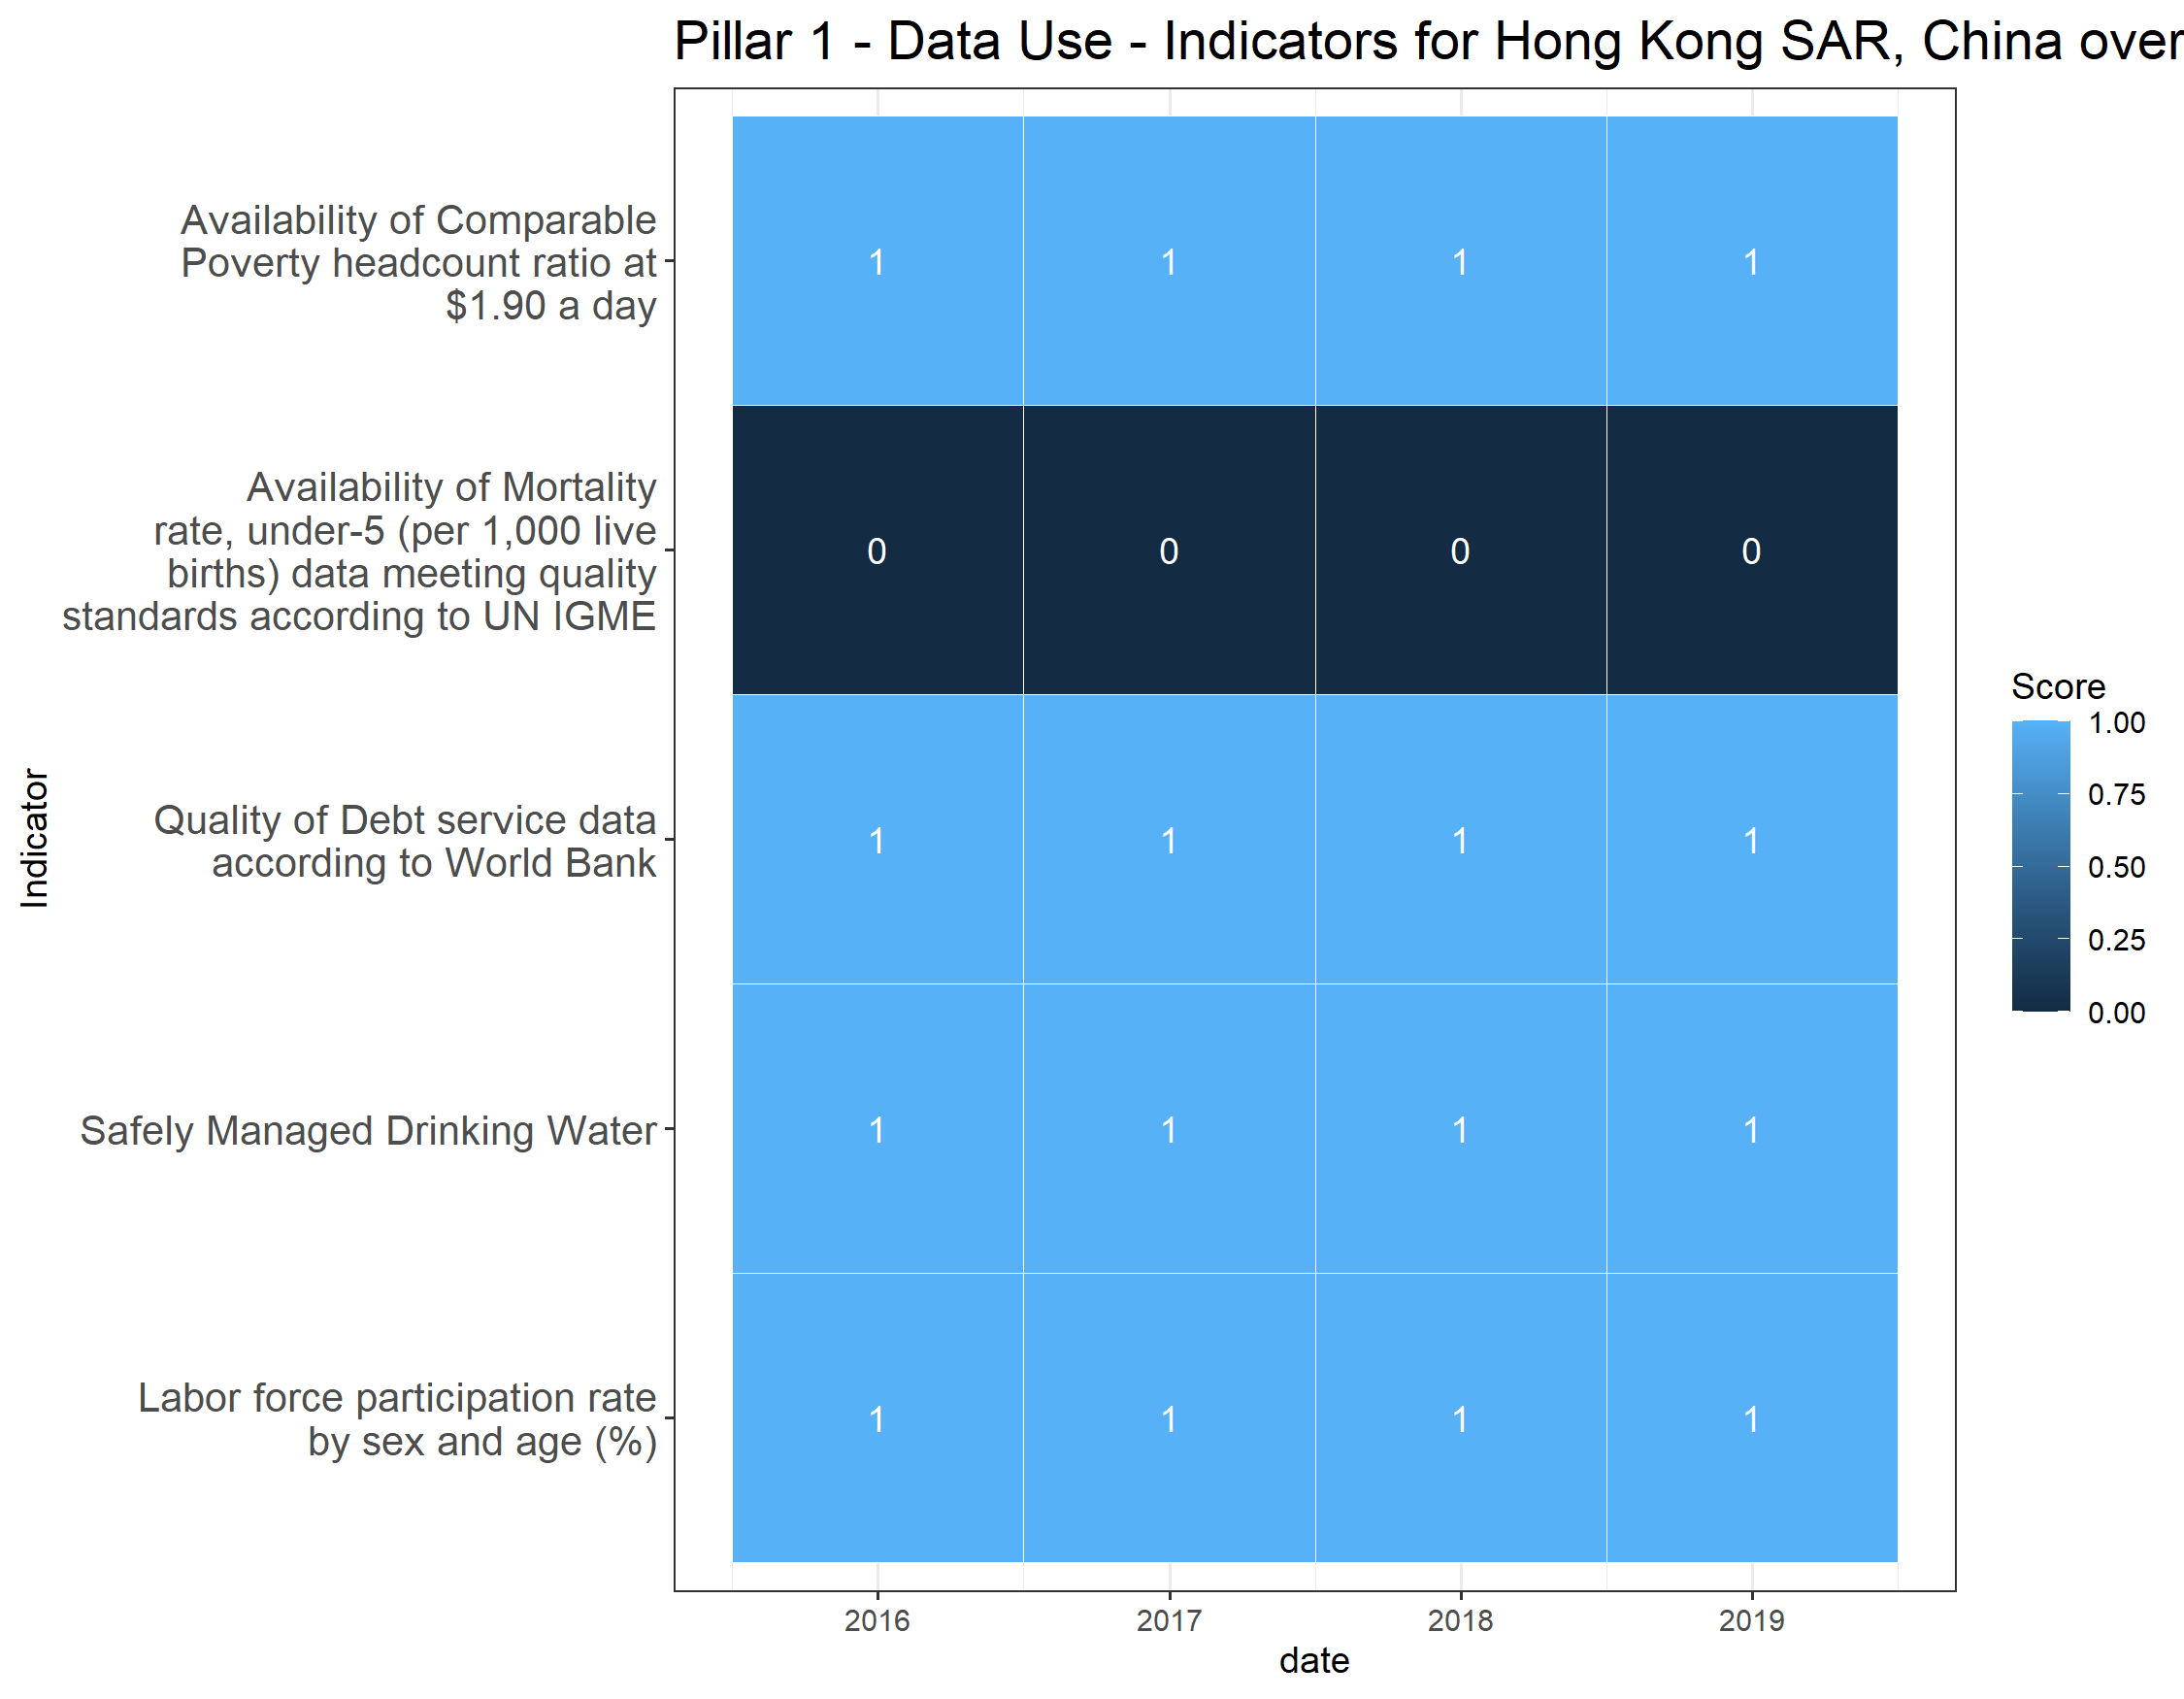 Pillar 1 - Data Use - Indicators for Hong Kong SAR, China over
Availability of Comparable
Poverty headcount ratio at
$1.90 a day
1 1 1 1
Availability of Mortality
rate, under-5 (per 1,000 live
births) data meeting quality
standards according to UN IGME
0 0 0 0
Quality of Debt service data
according to World Bank
1 1 1 1
Safely Managed Drinking Water
1 1 1 1
Labor force participation rate
by sex and age (%)
1 1 1 1
Indicator
2016 2017 2018 2019
date
Score
1.00
0.75
0.50
0.25
0.00